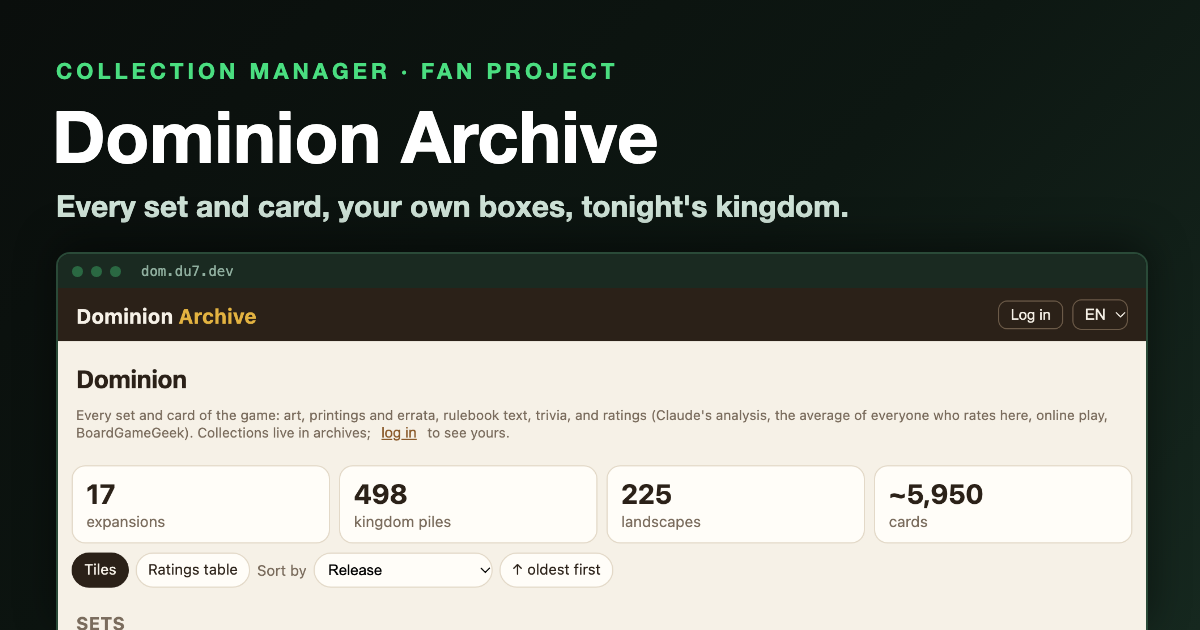 COLLECTION MANAGER · FAN PROJECT
Dominion Archive
Every set and card, your own boxes, tonight's kingdom.
dom.du7.dev
Dominion Archive
Log in
EN
Dominion
Every set and card of the game: art, printings and errata, rulebook text, trivia, and ratings (Claude's analysis, the average of everyone who rates here, online play,
BoardGameGeek). Collections live in archives; log in to see yours.
17
expansions
498
kingdom piles
225
landscapes
~5,950
cards
Tiles
Ratings table
Sort by
Release
↑ oldest first
SETS